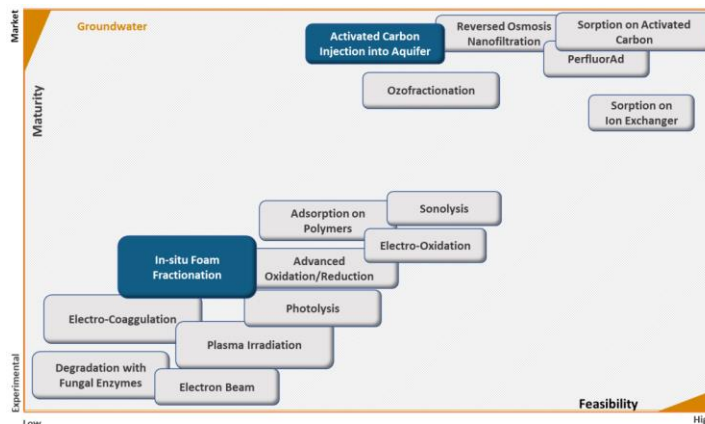 Market
Groundwater
Activated Carbon
Injection into Aquifer
Reversed Osmosis
Nanofiltration
Sorption on Activated
Carbon
PerfluorAd
Ozofractionation
Sorption on
Ion Exchanger
Maturity
Adsorption on
Polymers
Sonolysis
Electro-Oxidation
In-situ Foam
Fractionation
Advanced
Oxidation/Reduction
Electro-Coaggulation
Photolysis
Plasma Irradiation
Degradation with
Fungal Enzymes
Electron Beam
Experimental
Feasibility
Low